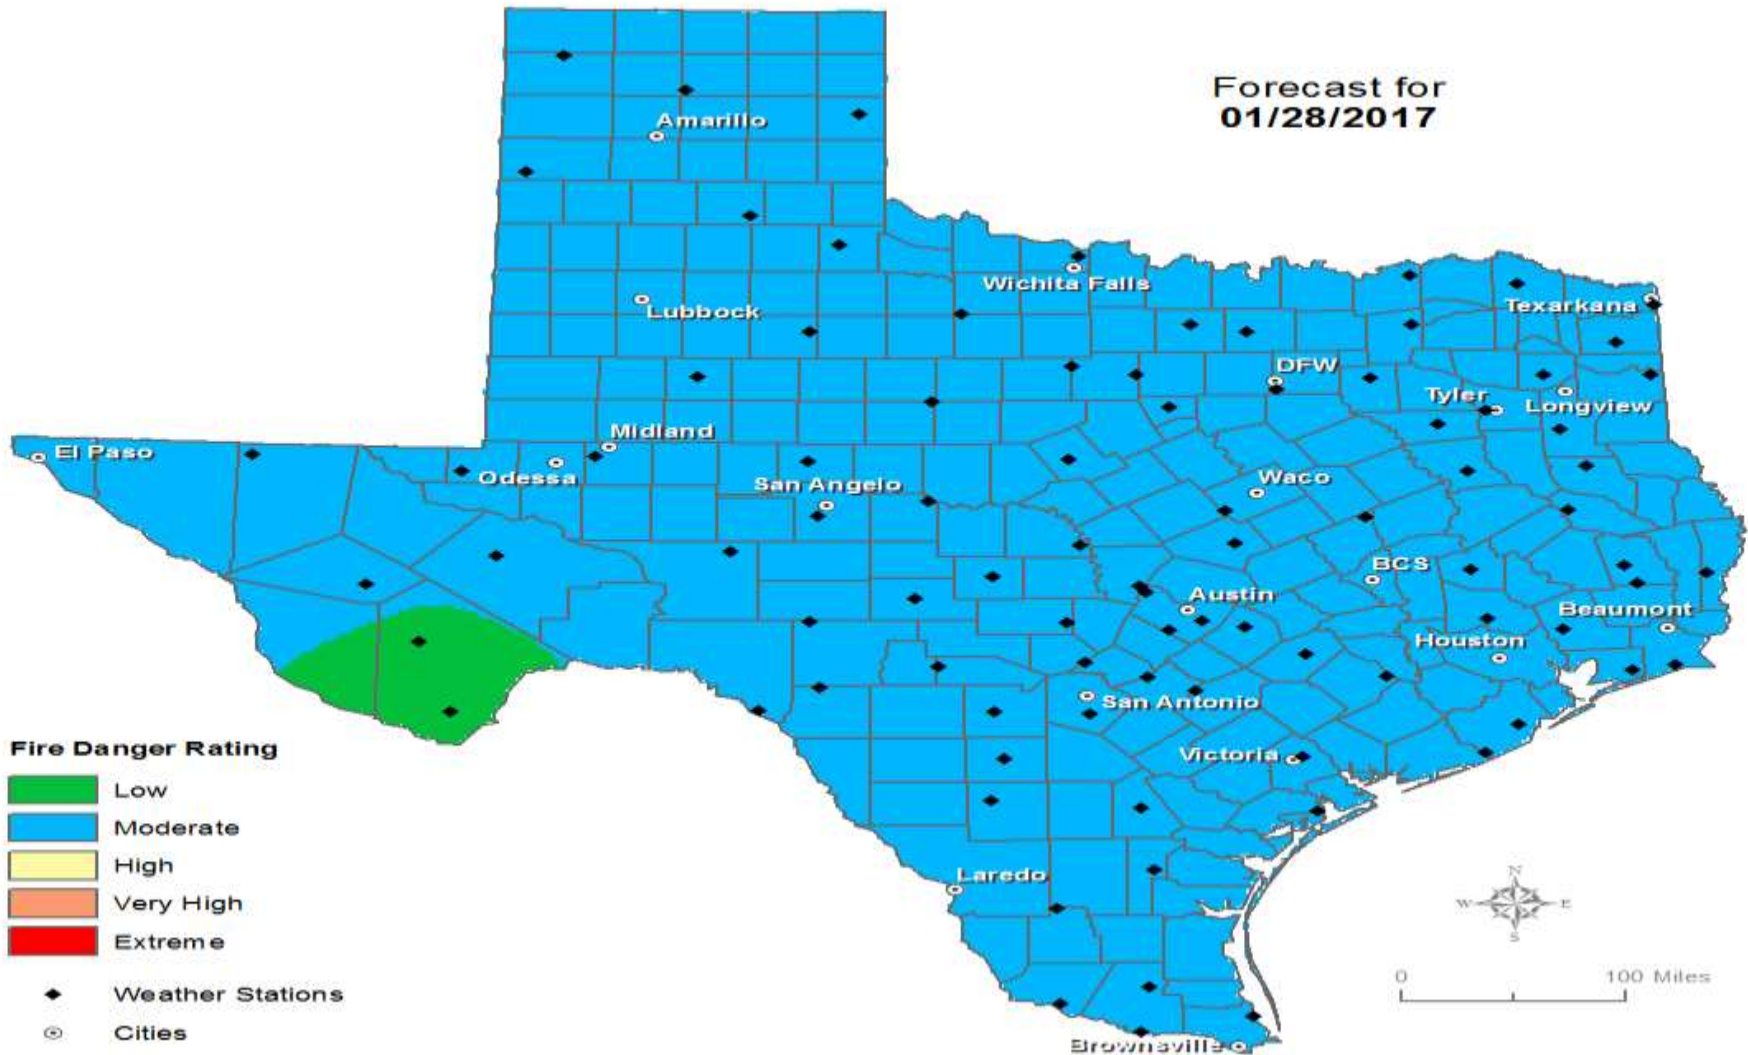 Forecast for
01/28/2017
Amarillo
Wichita Falls
Lubbock
Texarkana
DFW
Tyler
Longview
Midland
El Paso
Odessa
San Angelo
Waco
BCS
Austin
Beaumont
Houston
San Antonio
Victoria
Laredo
Brownsville
Fire Danger Rating
Low
Moderate
High
Very High
Extreme
Weather Stations
Cities
N
W E
S
0 100 Miles